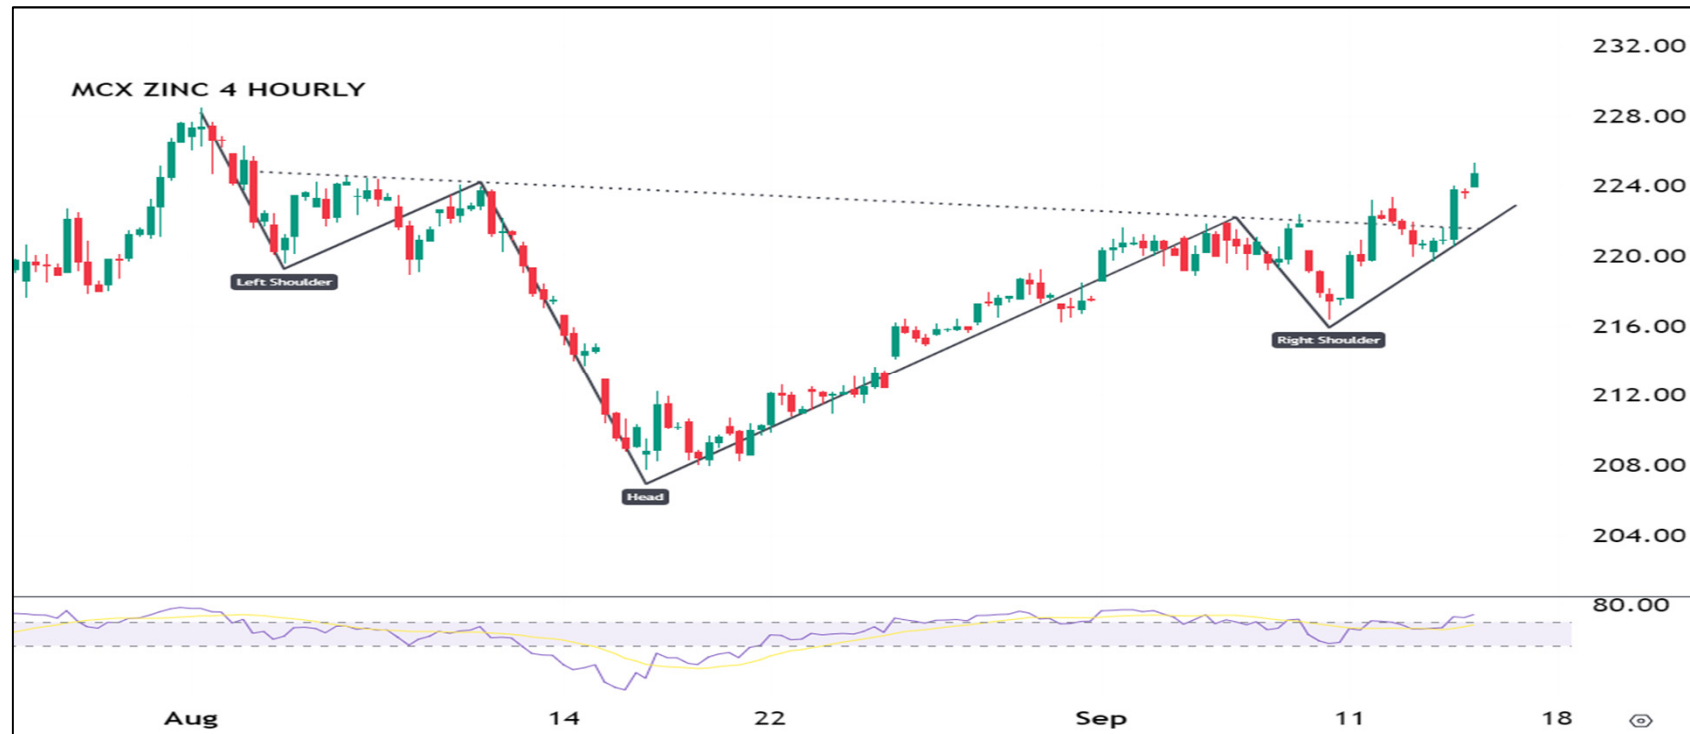 MCX ZINC 4 HOURLY
232.00
228.00
224.00
220.00
216.00
212.00
208.00
204.00
Left Shoulder
Right Shoulder
Head
80.00
Aug 14 22 Sep 11 18